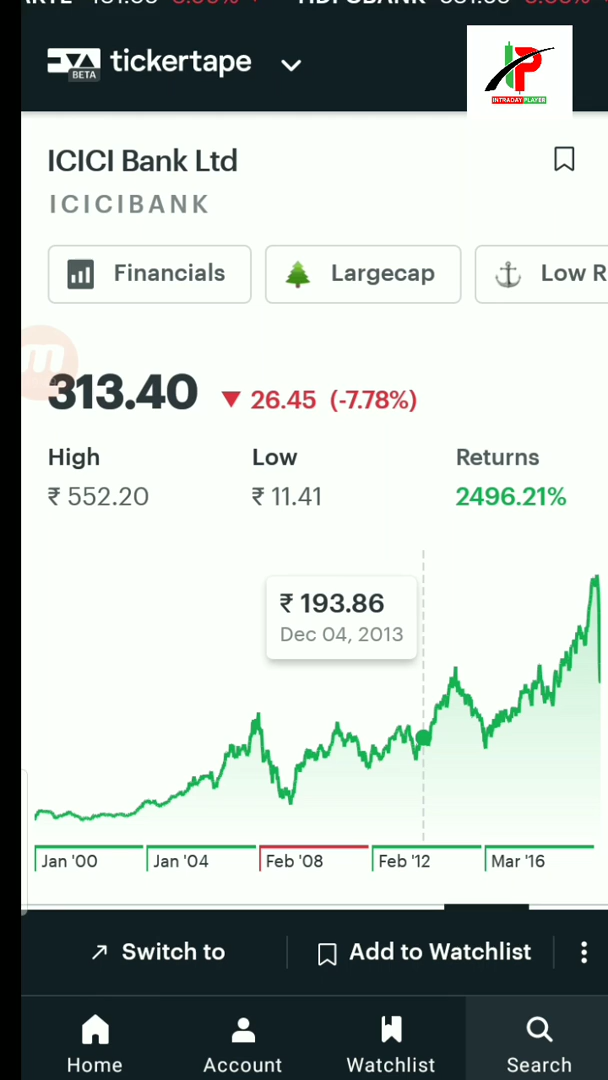 tickertape
BETA
INTRADAY PLAYER
ICICI Bank Ltd
ICICIBANK
Financials
Largecap
Low R
313.40
▼ 26.45 (-7.78%)
High
Low
Returns
₹ 552.20
₹ 11.41
2496.21%
₹ 193.86
Dec 04, 2013
Jan '00
Jan '04
Feb '08
Feb '12
Mar '16
Switch to
Add to Watchlist
Home
Account
Watchlist
Search